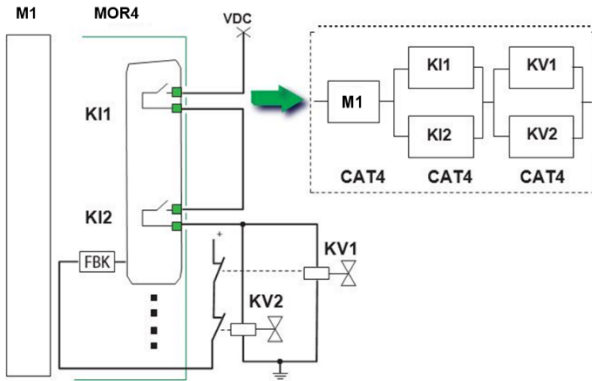 M1
MOR4
VDC
KI1
KI2
FBK
+
KV1
KV2
M1
KI1
KV1
KI2
KV2
CAT4
CAT4
CAT4